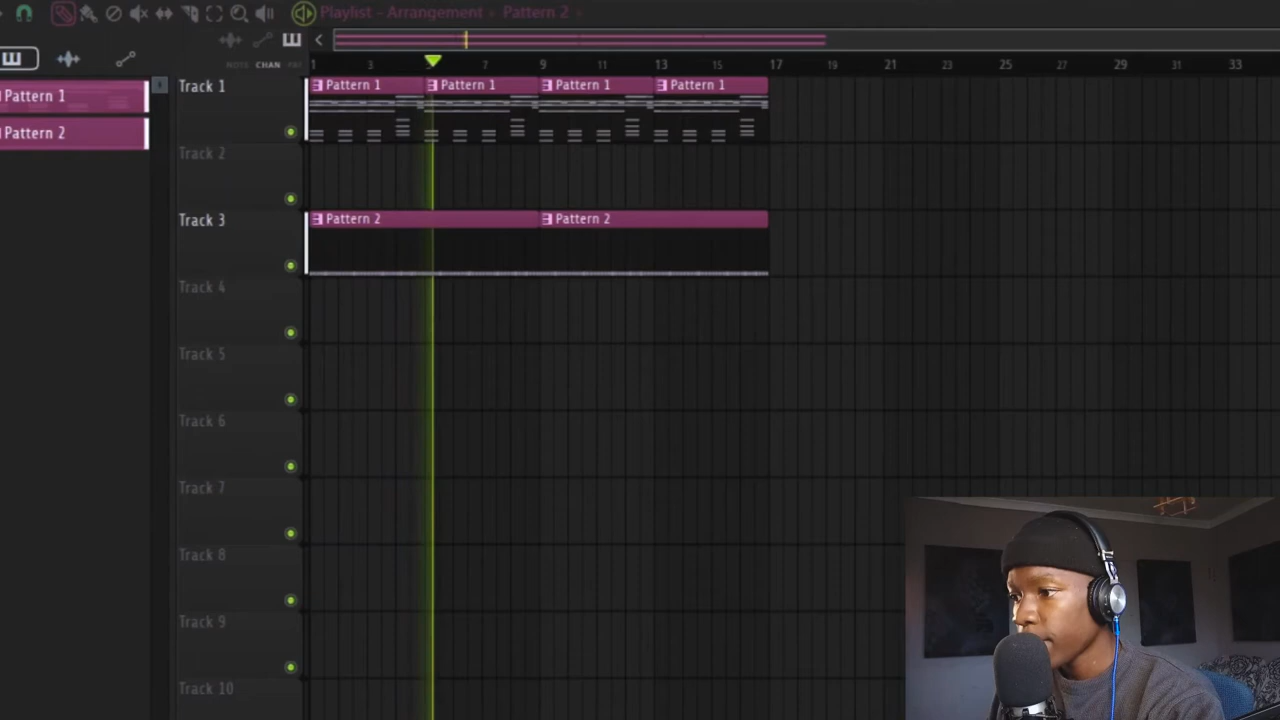 Playlist - Arrangement › Pattern 2 ›
NOTE CHAN PAT
1 3 5 7 9 11 13 15 17 19 21 23 25 27 29 31 33
Pattern 1
Pattern 2
Track 1
Pattern 1 Pattern 1 Pattern 1 Pattern 1
Track 2
Track 3
Pattern 2 Pattern 2
Track 4
Track 5
Track 6
Track 7
Track 8
Track 9
Track 10